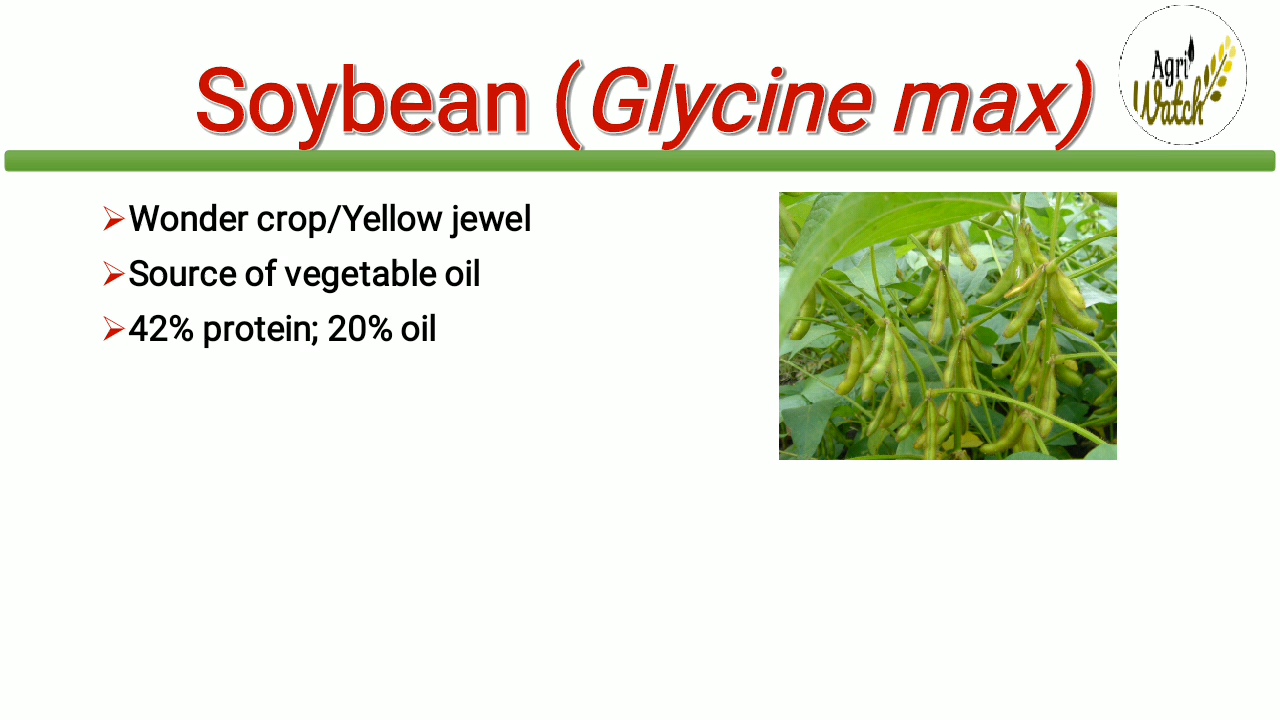 Soybean (Glycine max)
Agri
Watch
➢Wonder crop/Yellow jewel
➢Source of vegetable oil
➢42% protein; 20% oil